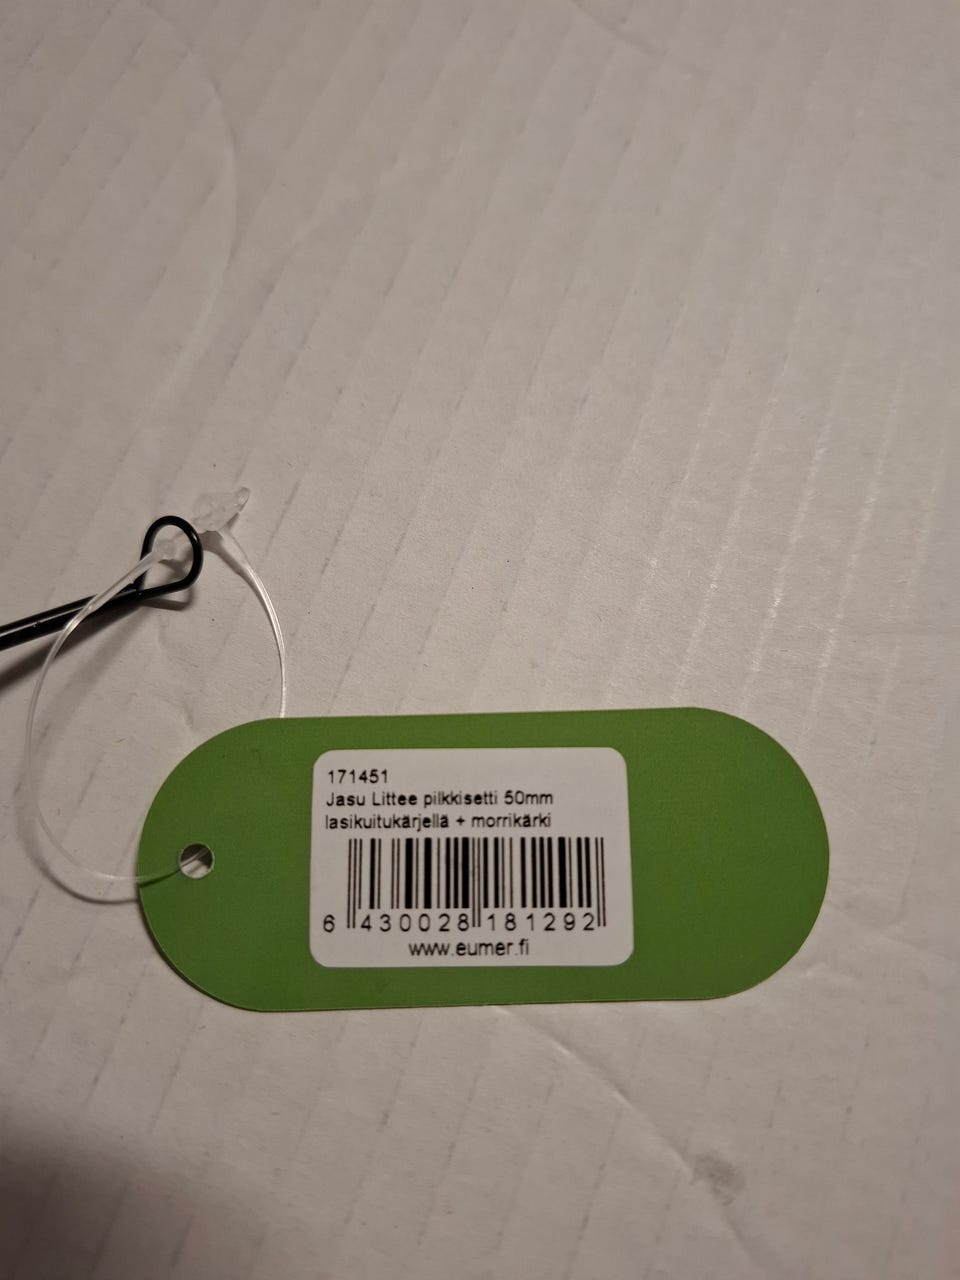 171451
Jasu Littee pilkkisetti 50mm
lasikuitukärjellä + morrikärki
6 430028 181292
www.eumer.fi